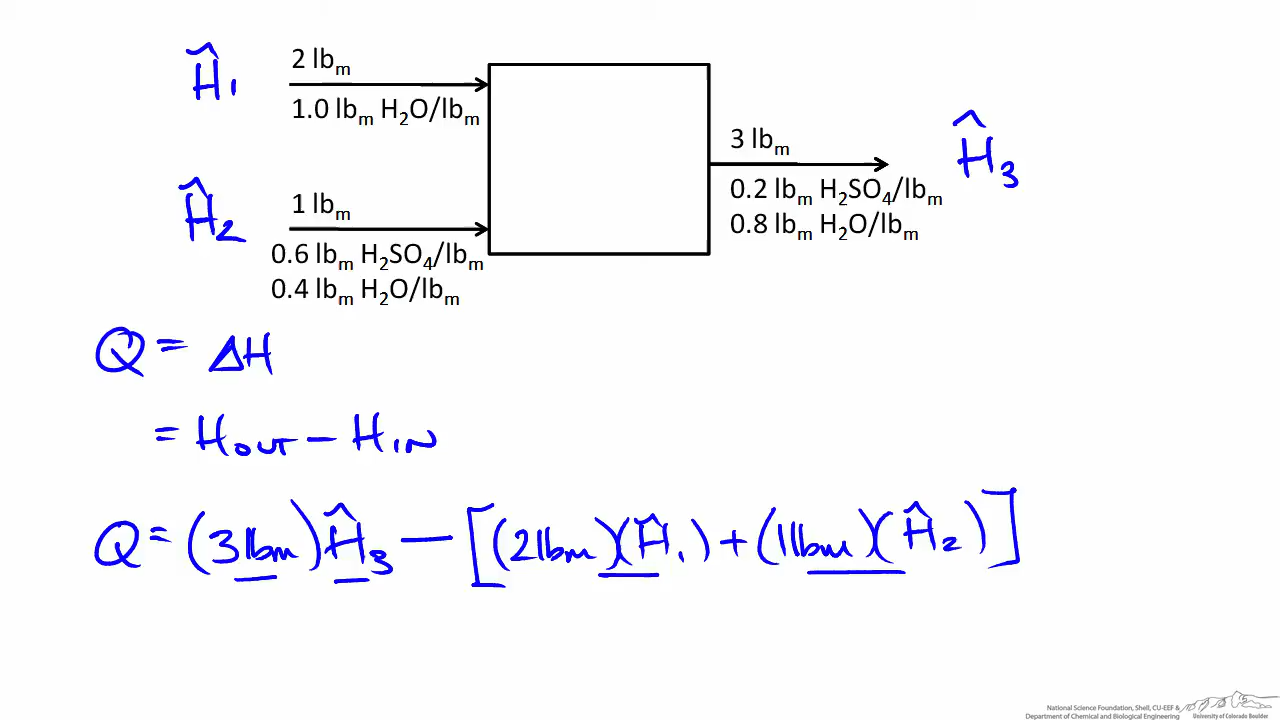 Ĥ₁
2 lbₘ
1.0 lbₘ H₂O/lbₘ
Ĥ₂
1 lbₘ
0.6 lbₘ H₂SO₄/lbₘ
0.4 lbₘ H₂O/lbₘ
3 lbₘ
0.2 lbₘ H₂SO₄/lbₘ
0.8 lbₘ H₂O/lbₘ
Ĥ₃
Q = ΔH
= H_OUT − H_IN
Q = (3 lbm) Ĥ₃ − [(2 lbm)(Ĥ₁) + (1 lbm)(Ĥ₂)]
National Science Foundation, Shell, CU-EEF &
Department of Chemical and Biological Engineering
University of Colorado Boulder